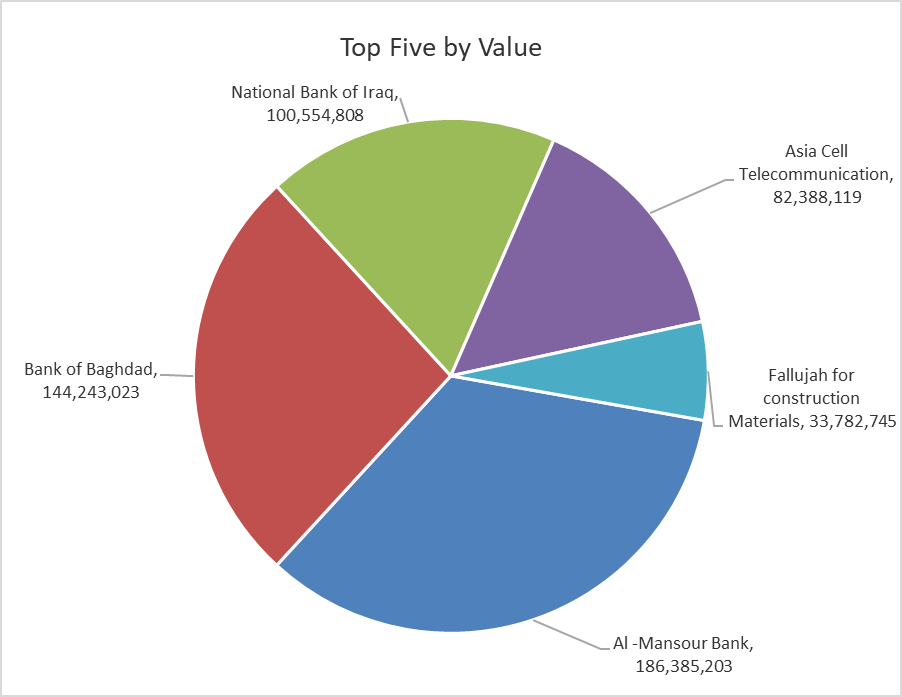 Top Five by Value
National Bank of Iraq,
100,554,808
Asia Cell
Telecommunication,
82,388,119
Bank of Baghdad,
144,243,023
Fallujah for
construction
Materials, 33,782,745
Al -Mansour Bank,
186,385,203